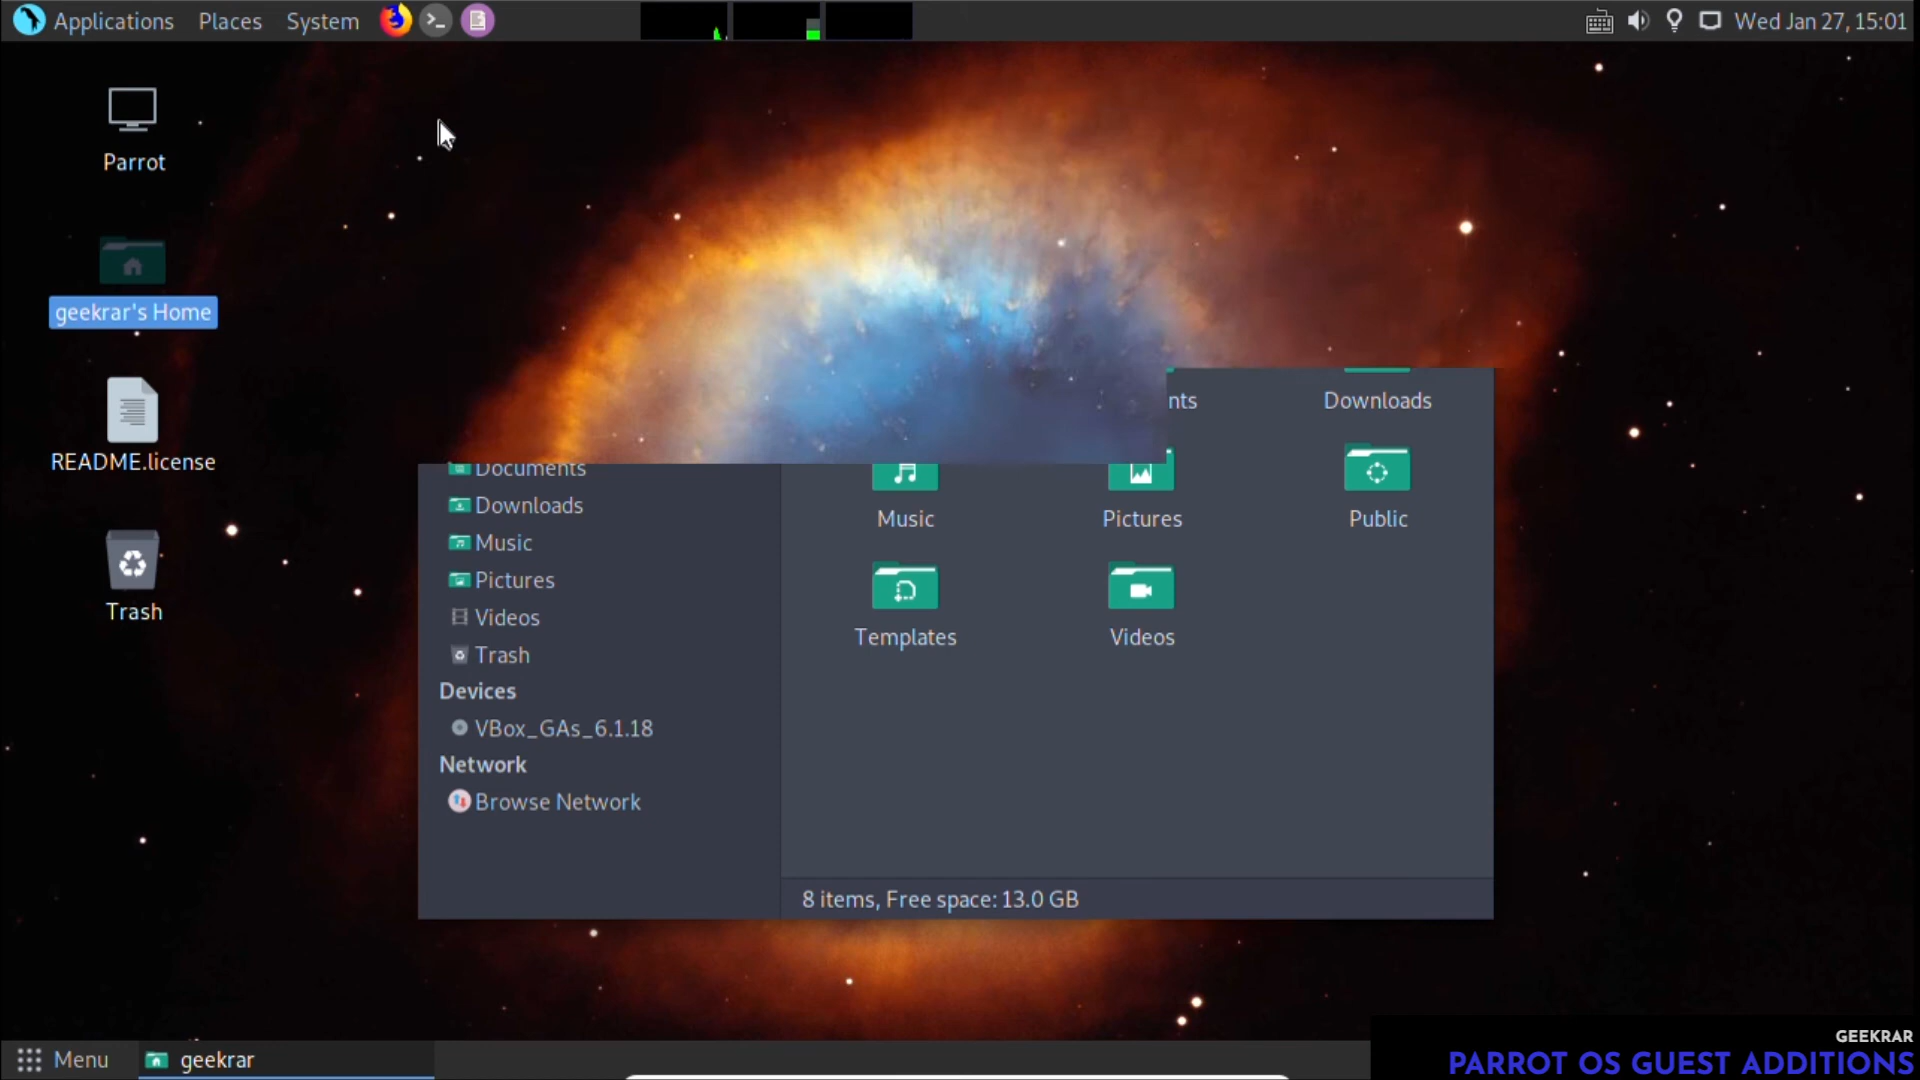 Applications Places System Wed Jan 27, 15:01
Parrot
geekrar's Home
README.license
Trash
nts Downloads
Documents
Downloads
Music
Pictures
Videos
Trash
Devices
VBox_GAs_6.1.18
Network
Browse Network
Music Pictures Public
Templates Videos
8 items, Free space: 13.0 GB
Menu geekrar
GEEKRAR
PARROT OS GUEST ADDITIONS